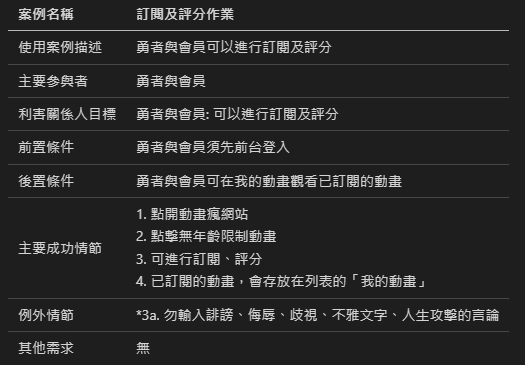 案例名稱 訂閱及評分作業
使用案例描述 勇者與會員可以進行訂閱及評分
主要參與者 勇者與會員
利害關係人目標 勇者與會員: 可以進行訂閱及評分
前置條件 勇者與會員須先前台登入
後置條件 勇者與會員可在我的動畫觀看已訂閱的動畫
主要成功情節 1. 點開動畫瘋網站
2. 點擊無年齡限制動畫
3. 可進行訂閱、評分
4. 已訂閱的動畫，會存放在列表的「我的動畫」
例外情節 *3a. 勿輸入誹謗、侮辱、歧視、不雅文字、人生攻擊的言論
其他需求 無